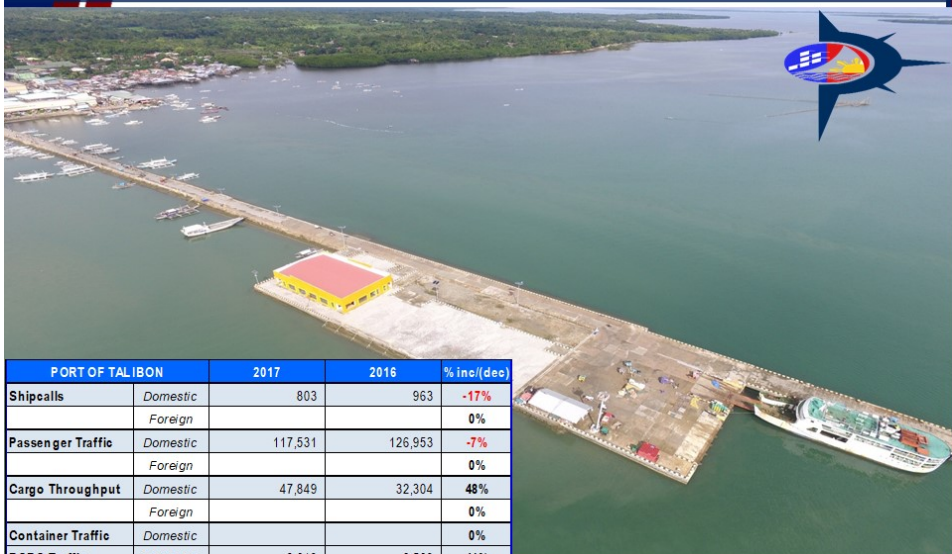 PORT OF TALIBON 2017 2016 % inc/(dec)
Shipcalls Domestic 803 963 -17%
Foreign 0%
Passenger Traffic Domestic 117,531 126,953 -7%
Foreign 0%
Cargo Throughput Domestic 47,849 32,304 48%
Foreign 0%
Container Traffic Domestic 0%